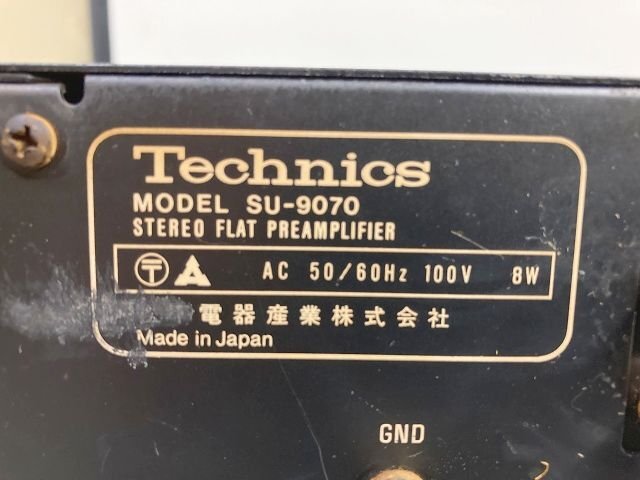 Technics
MODEL SU-9070
STEREO FLAT PREAMPLIFIER
〒 A AC 50/60Hz 100V 8W
電器産業株式会社
Made in Japan
GND